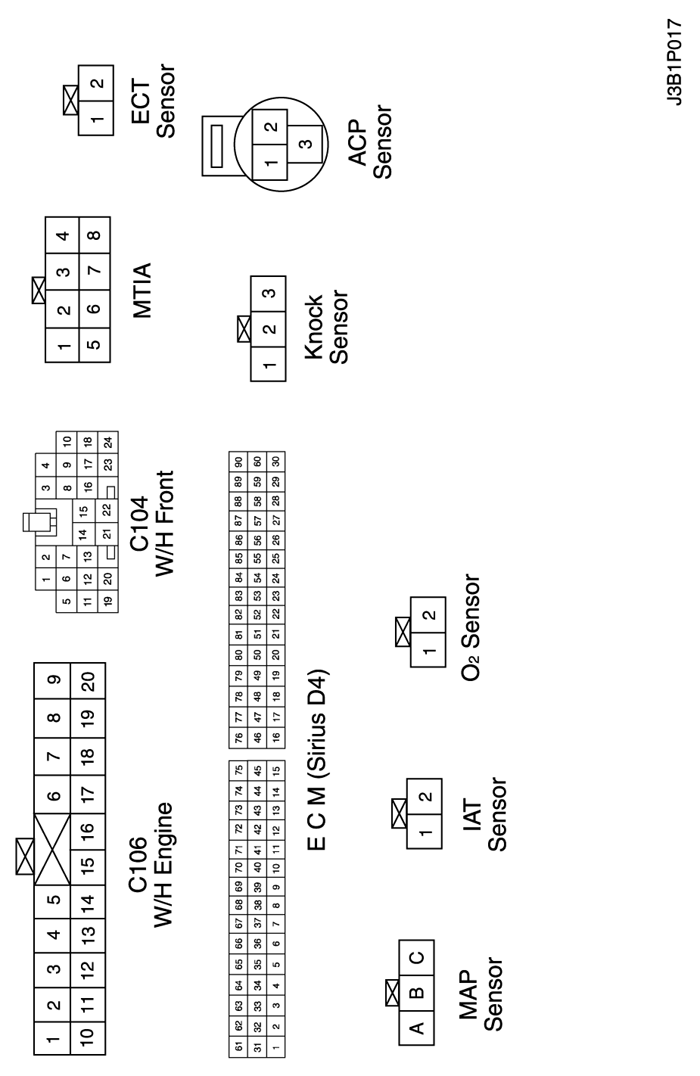 1 2 3 4 5 6 7 8 9
10 11 12 13 14 15 16 17 18 19 20
C106
W/H Engine
1 2 3 4
5 6 7 8 9 10
11 12 13 14 15 16 17 18
19 20 21 22 23 24
C104
W/H Front
1 2 3 4
5 6 7 8
MTIA
1 2
ECT
Sensor
61 62 63 64 65 66 67 68 69 70 71 72 73 74 75 76 77 78 79 80 81 82 83 84 85 86 87 88 89 90
31 32 33 34 35 36 37 38 39 40 41 42 43 44 45 46 47 48 49 50 51 52 53 54 55 56 57 58 59 60
1 2 3 4 5 6 7 8 9 10 11 12 13 14 15 16 17 18 19 20 21 22 23 24 25 26 27 28 29 30
E C M (Sirius D4)
1 2 3
Knock
Sensor
1 2
3
ACP
Sensor
A B C
MAP
Sensor
1 2
IAT
Sensor
1 2
O2 Sensor
J3B1P017